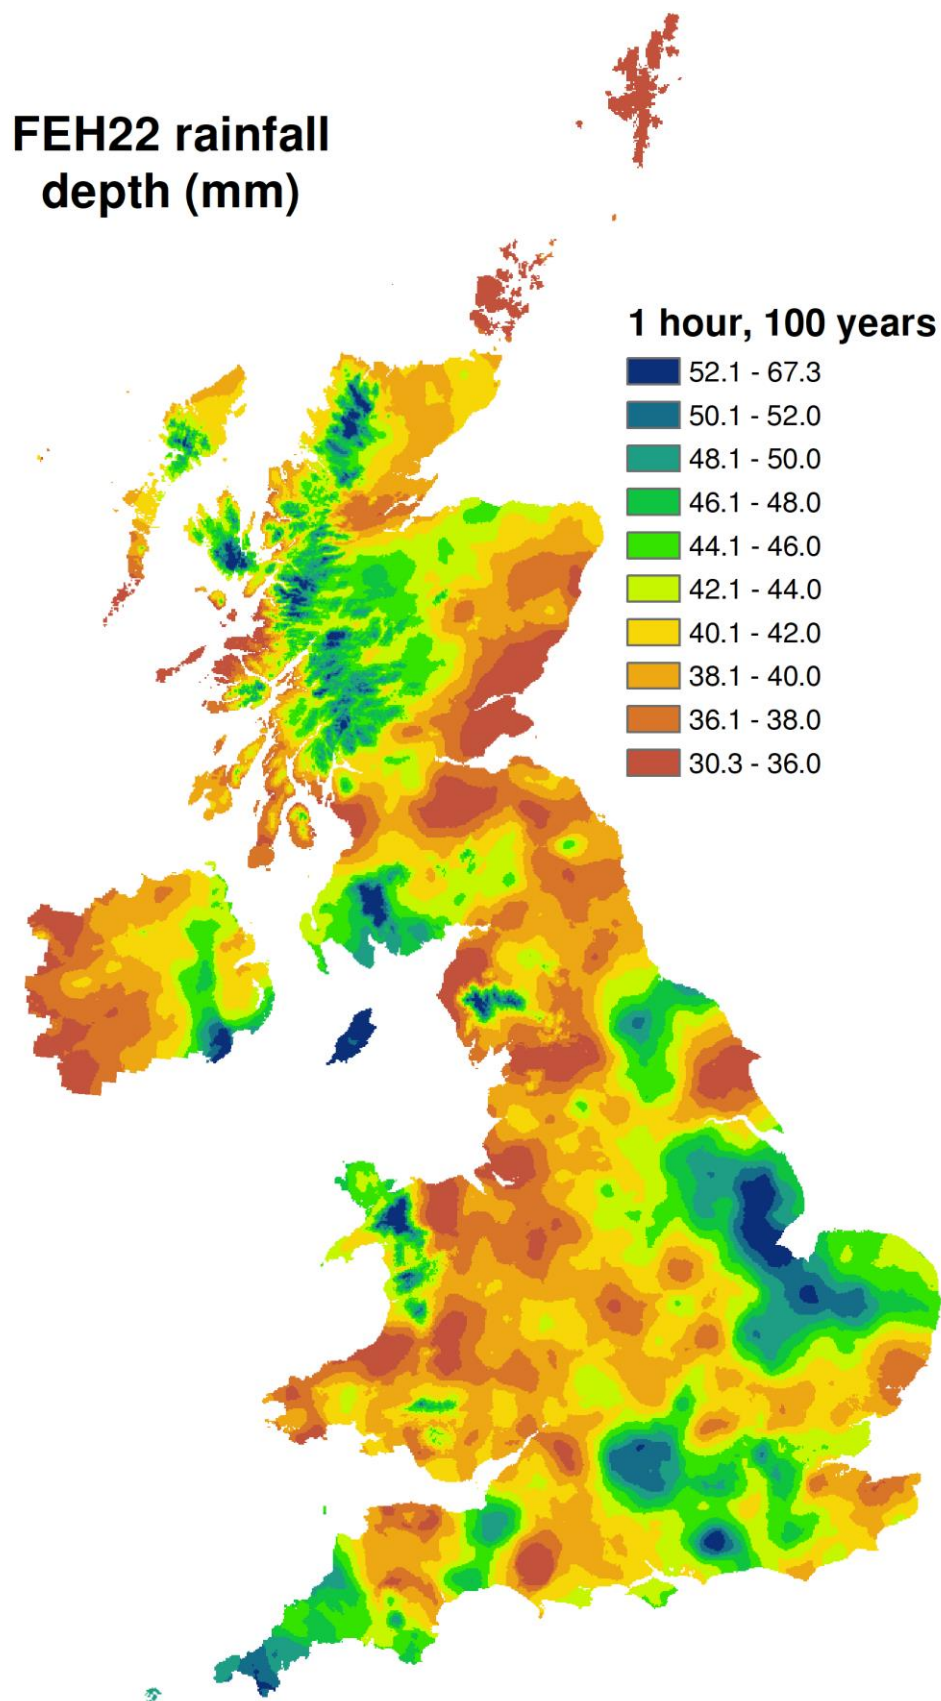 FEH22 rainfall
depth (mm)
1 hour, 100 years
52.1 - 67.3
50.1 - 52.0
48.1 - 50.0
46.1 - 48.0
44.1 - 46.0
42.1 - 44.0
40.1 - 42.0
38.1 - 40.0
36.1 - 38.0
30.3 - 36.0